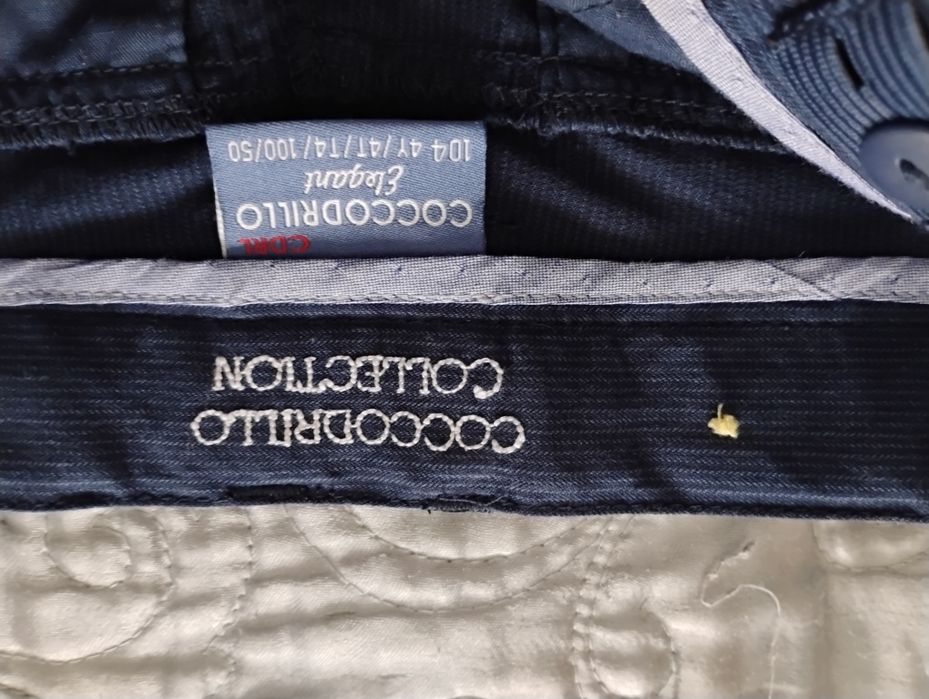 COCCODRILLO
COLLECTION
CDRL
COCCODRILLO
Elegant
104 4Y/4T/T4/100/50